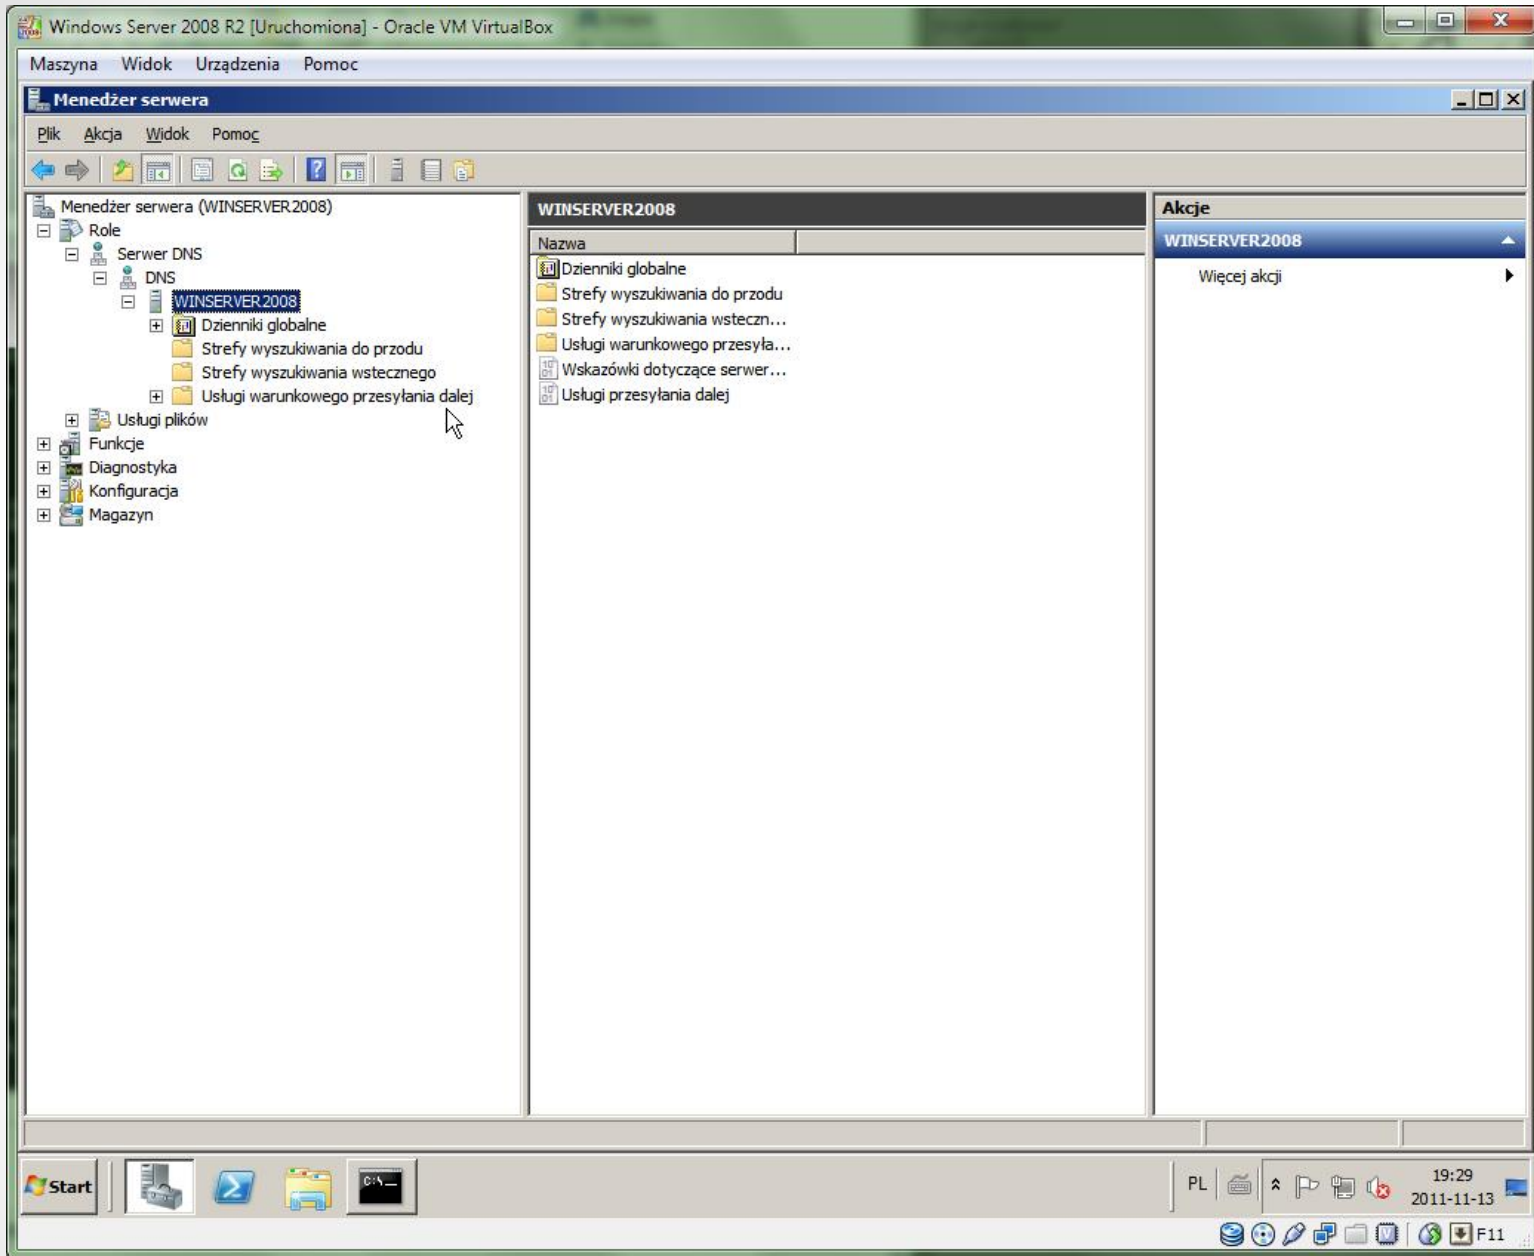 Windows Server 2008 R2 [Uruchomiona] - Oracle VM VirtualBox
Maszyna Widok Urządzenia Pomoc
Menedżer serwera
Plik Akcja Widok Pomoc
Menedżer serwera (WINSERVER2008)
Role
Serwer DNS
DNS
WINSERVER2008
Dzienniki globalne
Strefy wyszukiwania do przodu
Strefy wyszukiwania wstecznego
Usługi warunkowego przesyłania dalej
Usługi plików
Funkcje
Diagnostyka
Konfiguracja
Magazyn
WINSERVER2008
Nazwa
Dzienniki globalne
Strefy wyszukiwania do przodu
Strefy wyszukiwania wsteczn...
Usługi warunkowego przesyła...
Wskazówki dotyczące serwer...
Usługi przesyłania dalej
Akcje
WINSERVER2008
Więcej akcji
Start
C:\_
PL
19:29
2011-11-13
F11